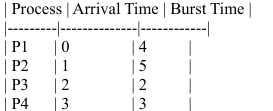 | Process | Arrival Time | Burst Time |
|---------|--------------|------------|
| P1 | 0 | 4 |
| P2 | 1 | 5 |
| P3 | 2 | 2 |
| P4 | 3 | 3 |